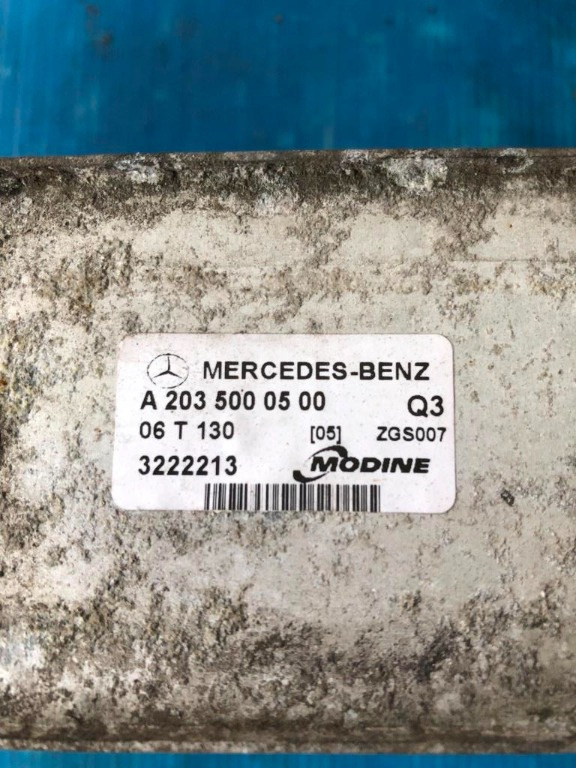 MERCEDES-BENZ
A 203 500 05 00 Q3
06 T 130 [05] ZGS007
3222213 MODINE